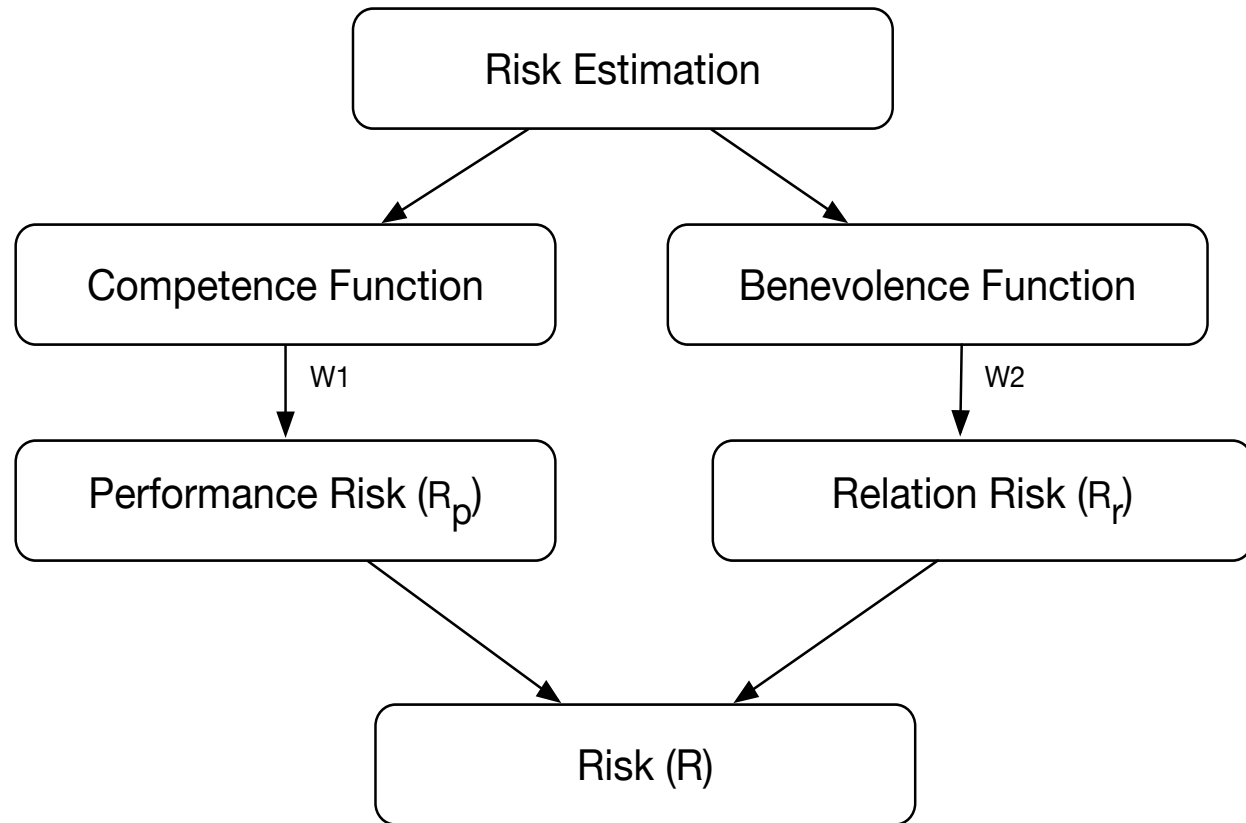 Risk Estimation
Competence Function
Benevolence Function
W1
W2
Performance Risk (Rp)
Relation Risk (Rr)
Risk (R)